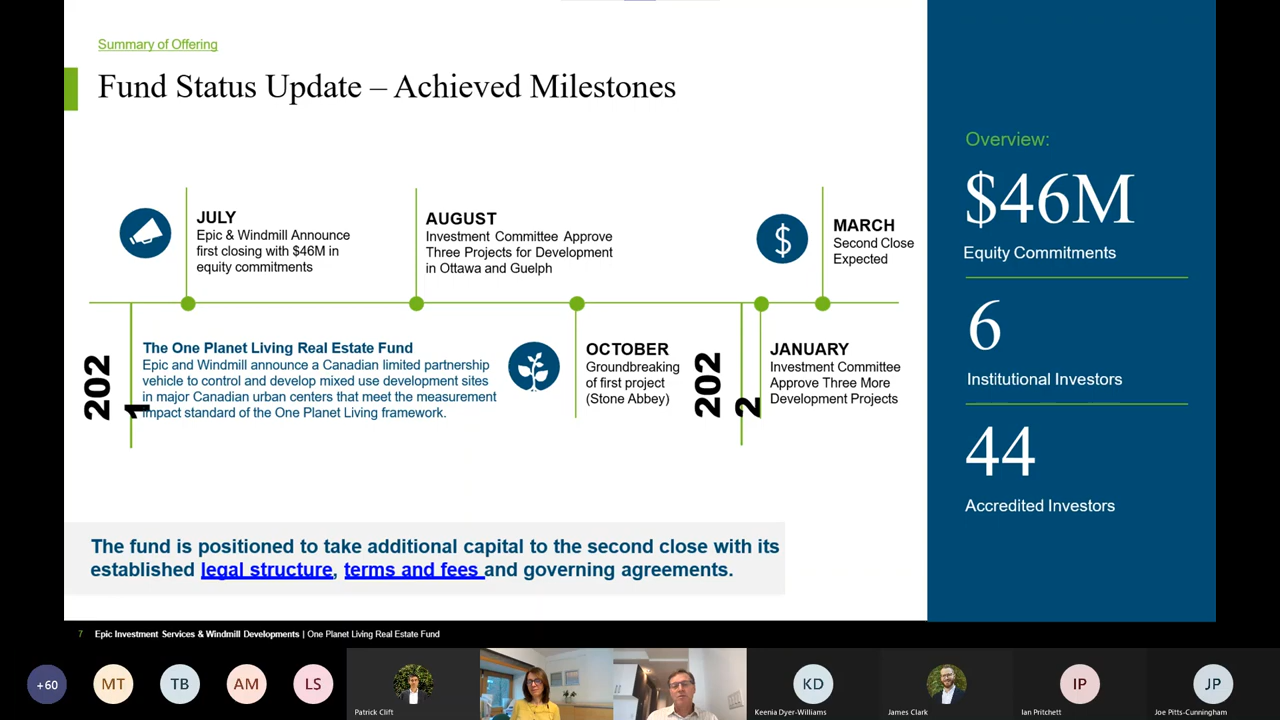 Summary of Offering
Fund Status Update – Achieved Milestones
JULY
Epic & Windmill Announce
first closing with $46M in
equity commitments
AUGUST
Investment Committee Approve
Three Projects for Development
in Ottawa and Guelph
$
MARCH
Second Close
Expected
202
1
The One Planet Living Real Estate Fund
Epic and Windmill announce a Canadian limited partnership
vehicle to control and develop mixed use development sites
in major Canadian urban centers that meet the measurement
impact standard of the One Planet Living framework.
OCTOBER
Groundbreaking
of first project
(Stone Abbey)
202
2
JANUARY
Investment Committee
Approve Three More
Development Projects
The fund is positioned to take additional capital to the second close with its
established legal structure, terms and fees and governing agreements.
Overview:
$46M
Equity Commitments
6
Institutional Investors
44
Accredited Investors
7 Epic Investment Services & Windmill Developments | One Planet Living Real Estate Fund
+60
MT
TB
AM
LS
Patrick Clift
KD
Keenia Dyer-Williams
James Clark
IP
Ian Pritchett
JP
Joe Pitts-Cunningham